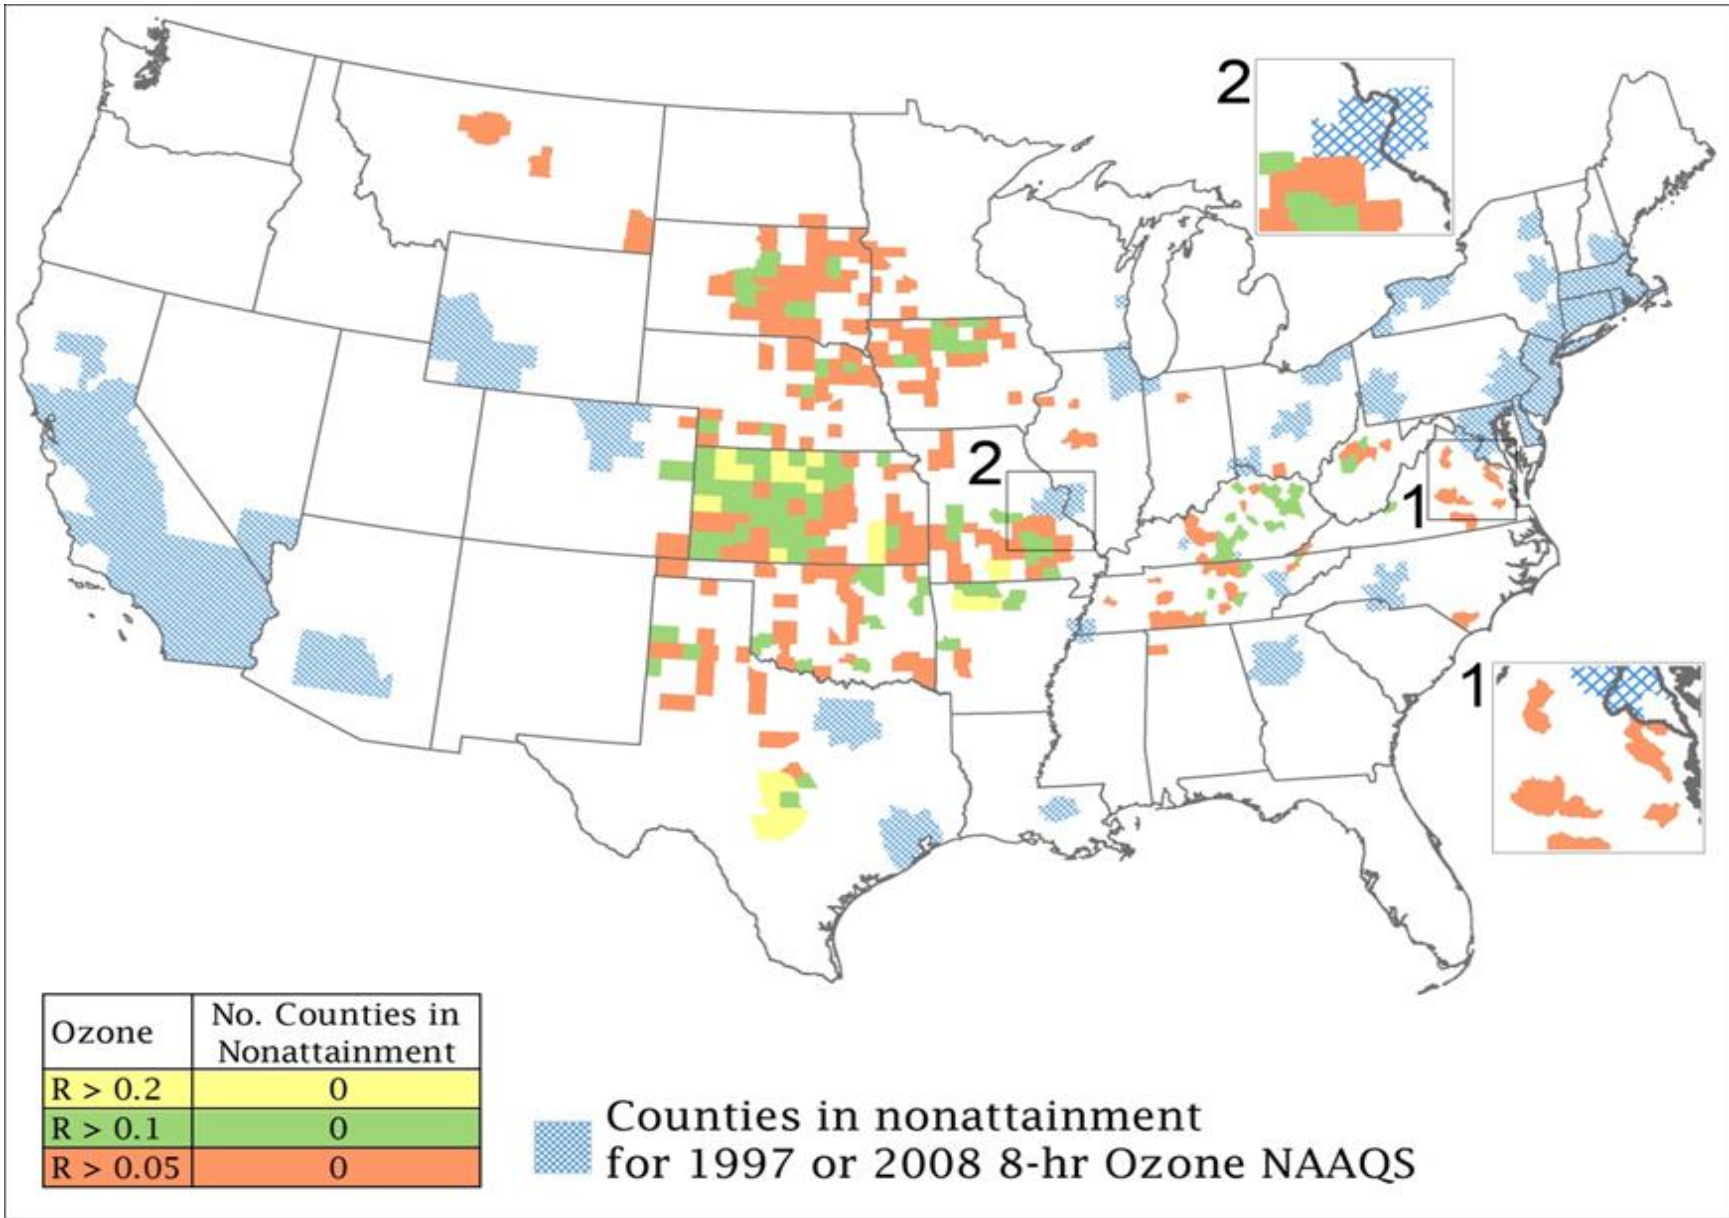 2
2
1
1
Ozone
No. Counties in
Nonattainment
R > 0.2 0
R > 0.1 0
R > 0.05 0
Counties in nonattainment
for 1997 or 2008 8-hr Ozone NAAQS